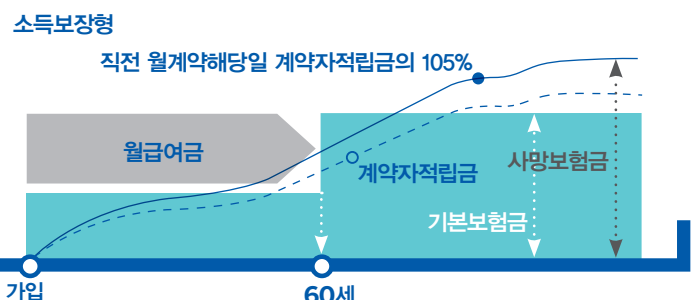 소득보장형
직전 월계약해당일 계약자적립금의 105%
월급여금
계약자적립금
사망보험금
기본보험금
가입
60세